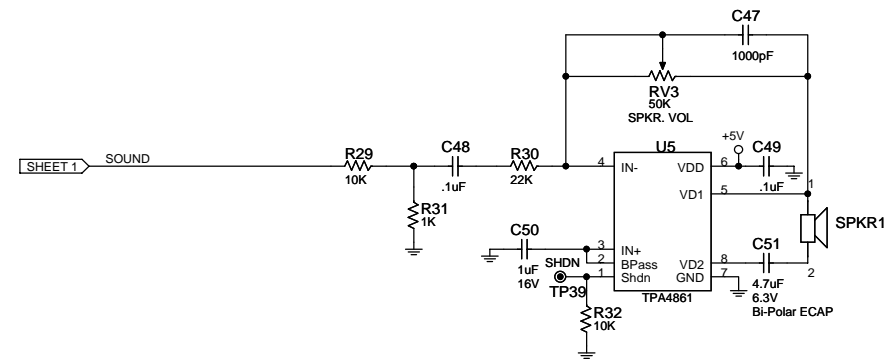 C47
1000pF
RV3
50K
SPKR. VOL
SHEET 1
SOUND
R29
10K
C48
.1uF
R30
22K
R31
1K
U5
4
IN-
VDD
6
+5V
C49
.1uF
VD1
5
1
SPKR1
C50
1uF
16V
3
IN+
2
BPass
1
Shdn
SHDN
TP39
VD2
8
GND
7
TPA4861
C51
4.7uF
6.3V
Bi-Polar ECAP
2
R32
10K